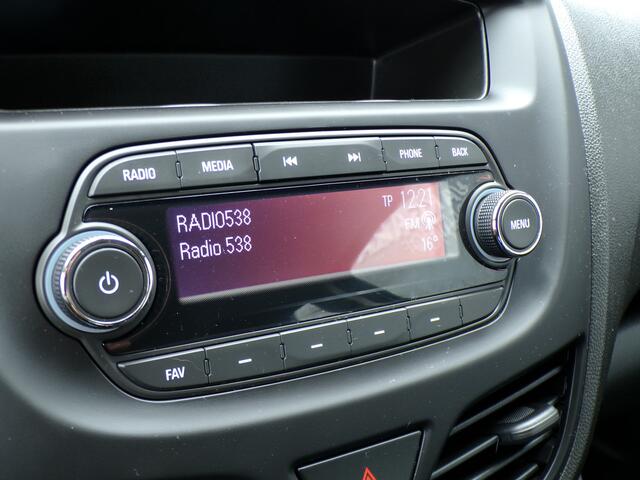 RADIO MEDIA PHONE BACK
TP 12:21
RADIO538 FM
Radio 538 16°
MENU
FAV